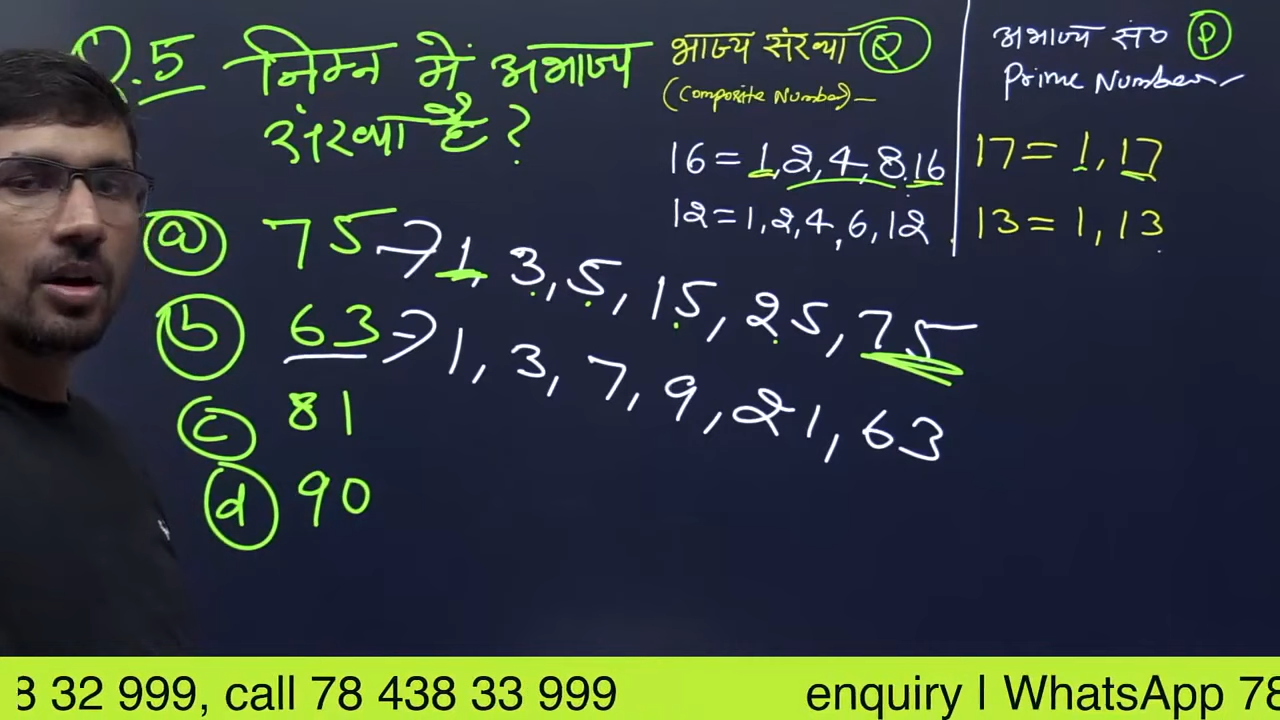 Q.5 निम्न में अभाज्य
संख्या है ?
भाज्य संख्या Q
(Composite Number)
16 = 1, 2, 4, 8, 16
12 = 1, 2, 4, 6, 12
अभाज्य सं० P
Prime Number
17 = 1, 17
13 = 1, 13
a 75 → 1, 3, 5, 15, 25, 75
b 63 → 1, 3, 7, 9, 21, 63
c 81
d 90
32 999, call 78 438 33 999 enquiry I WhatsApp